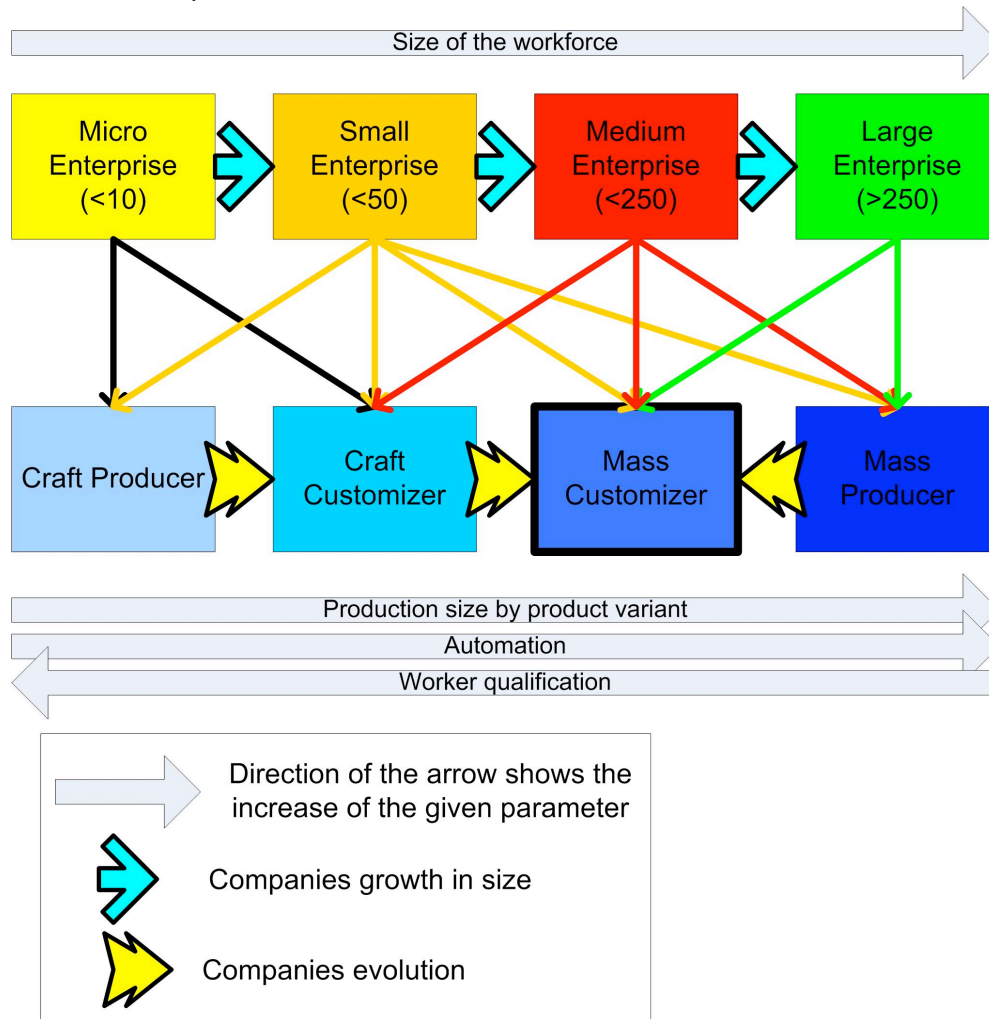 Size of the workforce
Micro
Enterprise
(<10)
Small
Enterprise
(<50)
Medium
Enterprise
(<250)
Large
Enterprise
(>250)
Craft Producer
Craft
Customizer
Mass
Customizer
Mass
Producer
Production size by product variant
Automation
Worker qualification
Direction of the arrow shows the
increase of the given parameter
Companies growth in size
Companies evolution